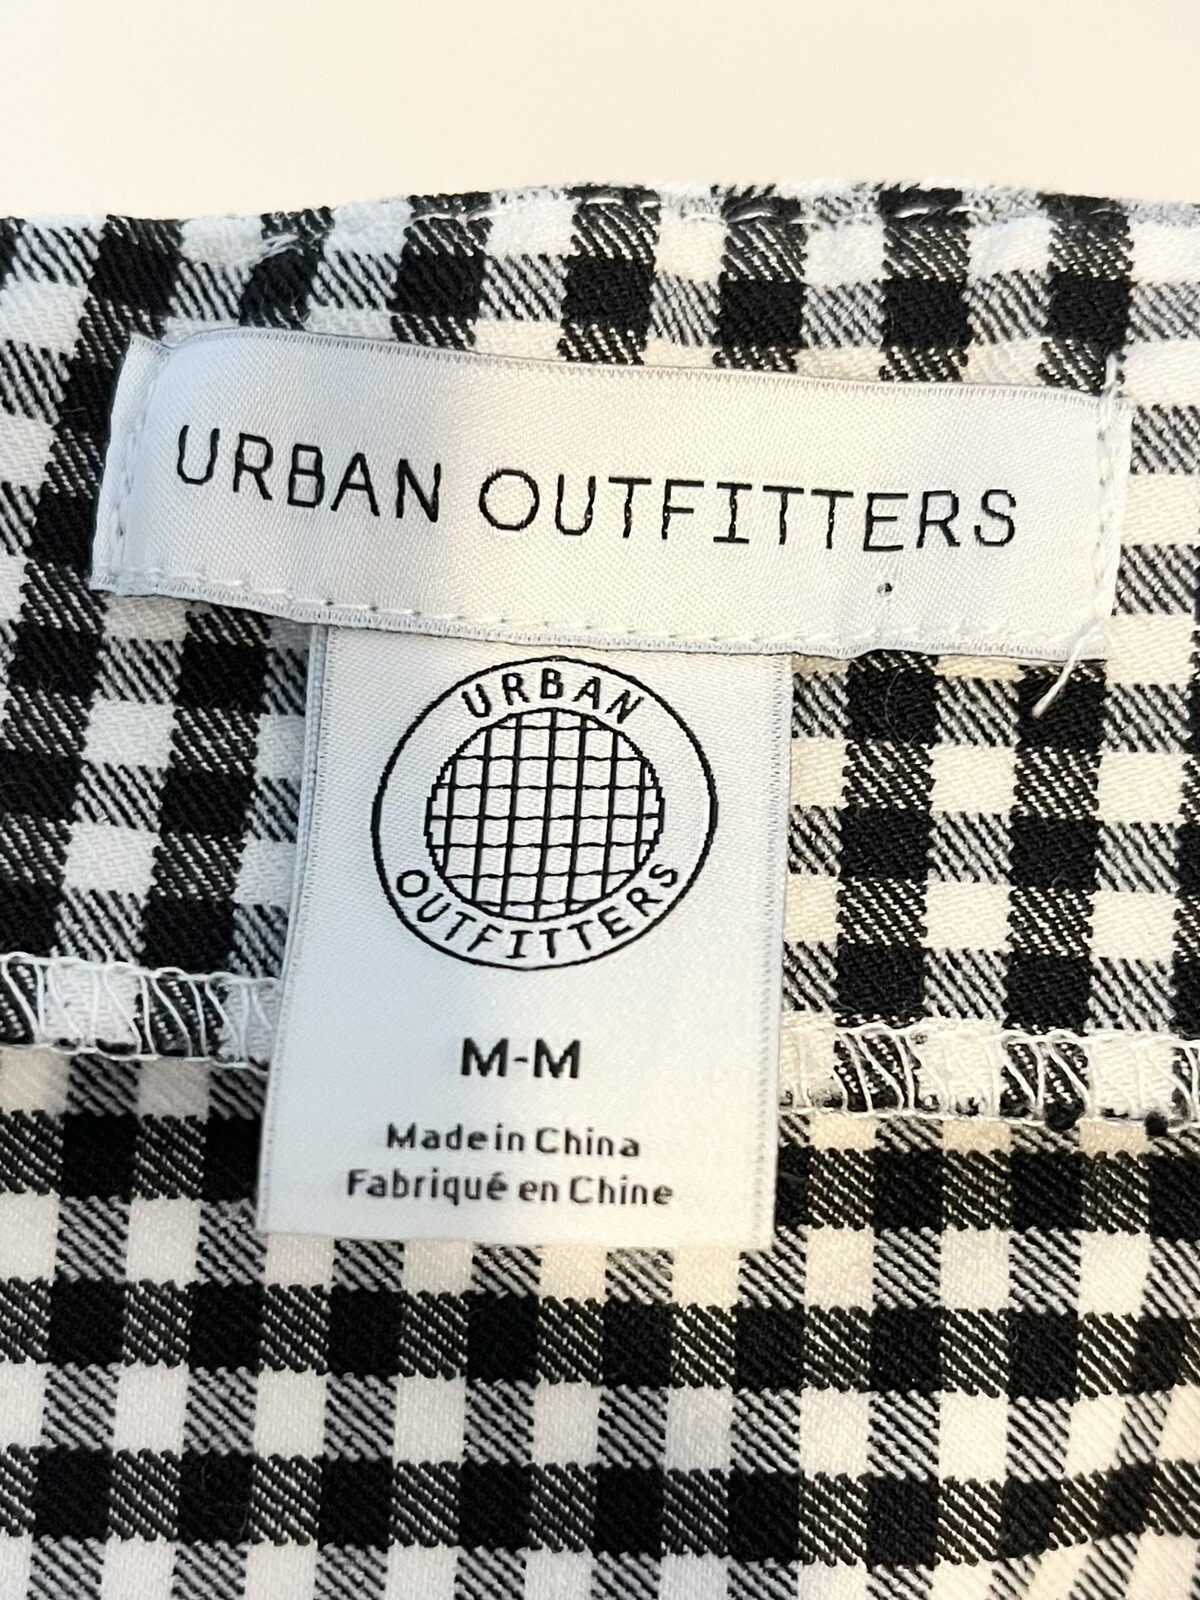 URBAN OUTFITTERS
URBAN
OUTFITTERS
M-M
Made in China
Fabriqué en Chine